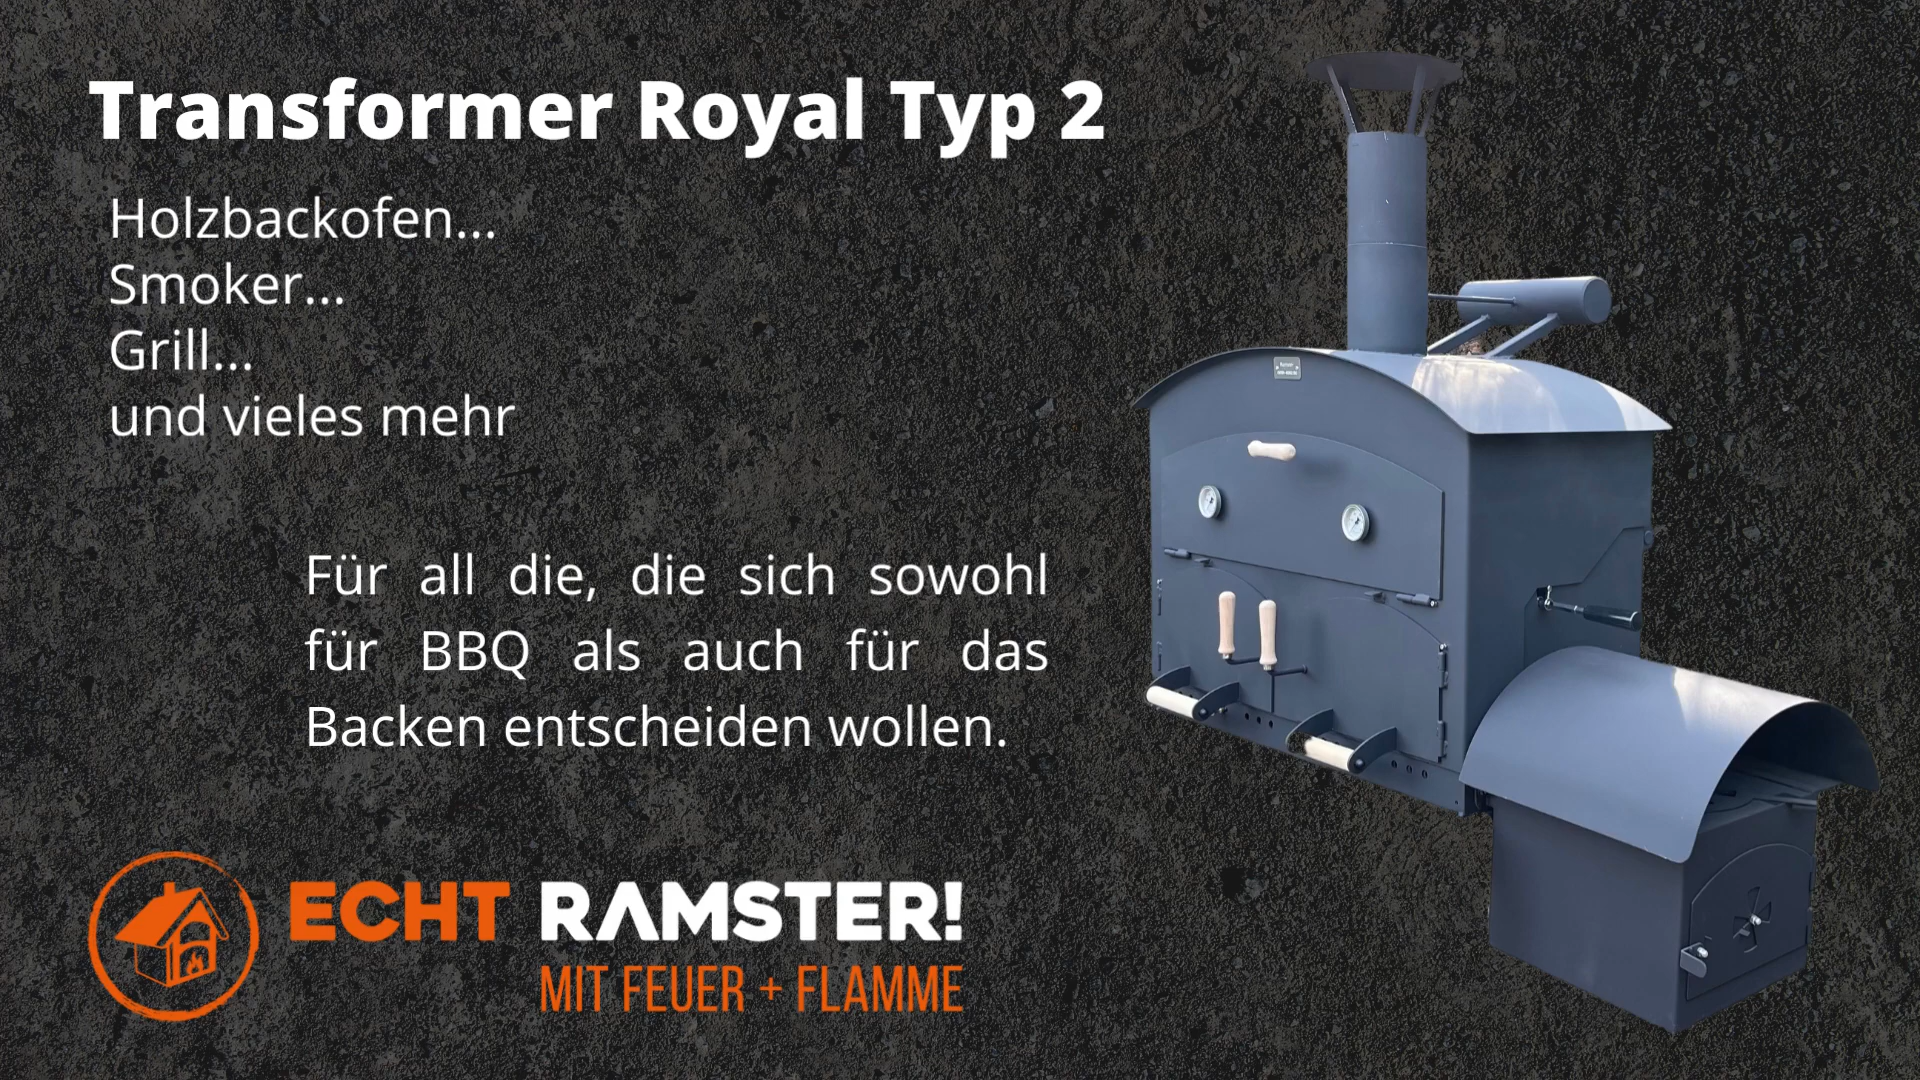 Transformer Royal Typ 2
Holzbackofen...
Smoker...
Grill...
und vieles mehr
Für all die, die sich sowohl
für BBQ als auch für das
Backen entscheiden wollen.
ECHT RAMSTER!
MIT FEUER + FLAMME